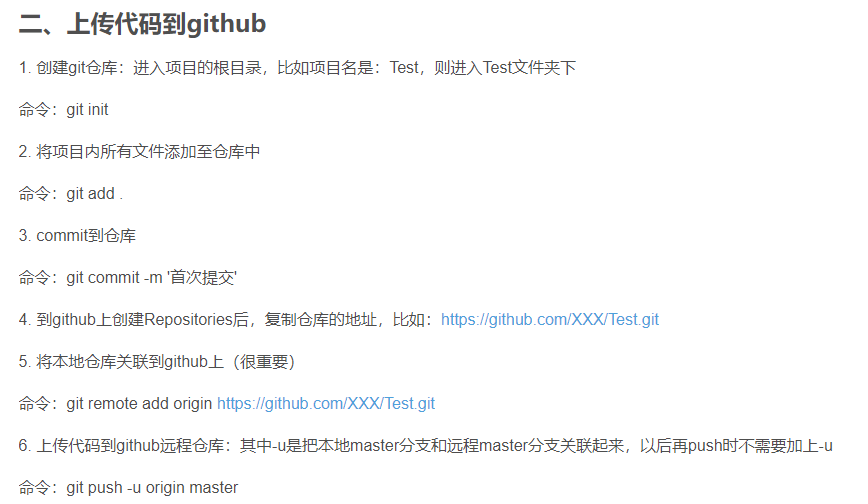 二、上传代码到github
1. 创建git仓库：进入项目的根目录，比如项目名是：Test，则进入Test文件夹下
命令：git init
2. 将项目内所有文件添加至仓库中
命令：git add .
3. commit到仓库
命令：git commit -m '首次提交'
4. 到github上创建Repositories后，复制仓库的地址，比如：https://github.com/XXX/Test.git
5. 将本地仓库关联到github上（很重要）
命令：git remote add origin https://github.com/XXX/Test.git
6. 上传代码到github远程仓库：其中-u是把本地master分支和远程master分支关联起来，以后再push时不需要加上-u
命令：git push -u origin master